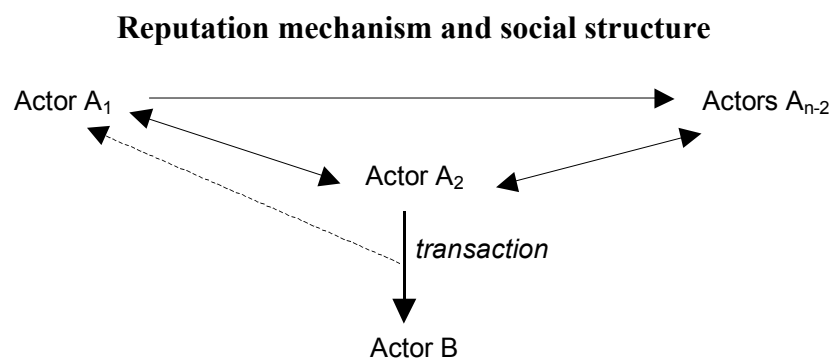 Reputation mechanism and social structure
Actor A₁
Actors Aₙ₋₂
Actor A₂
transaction
Actor B